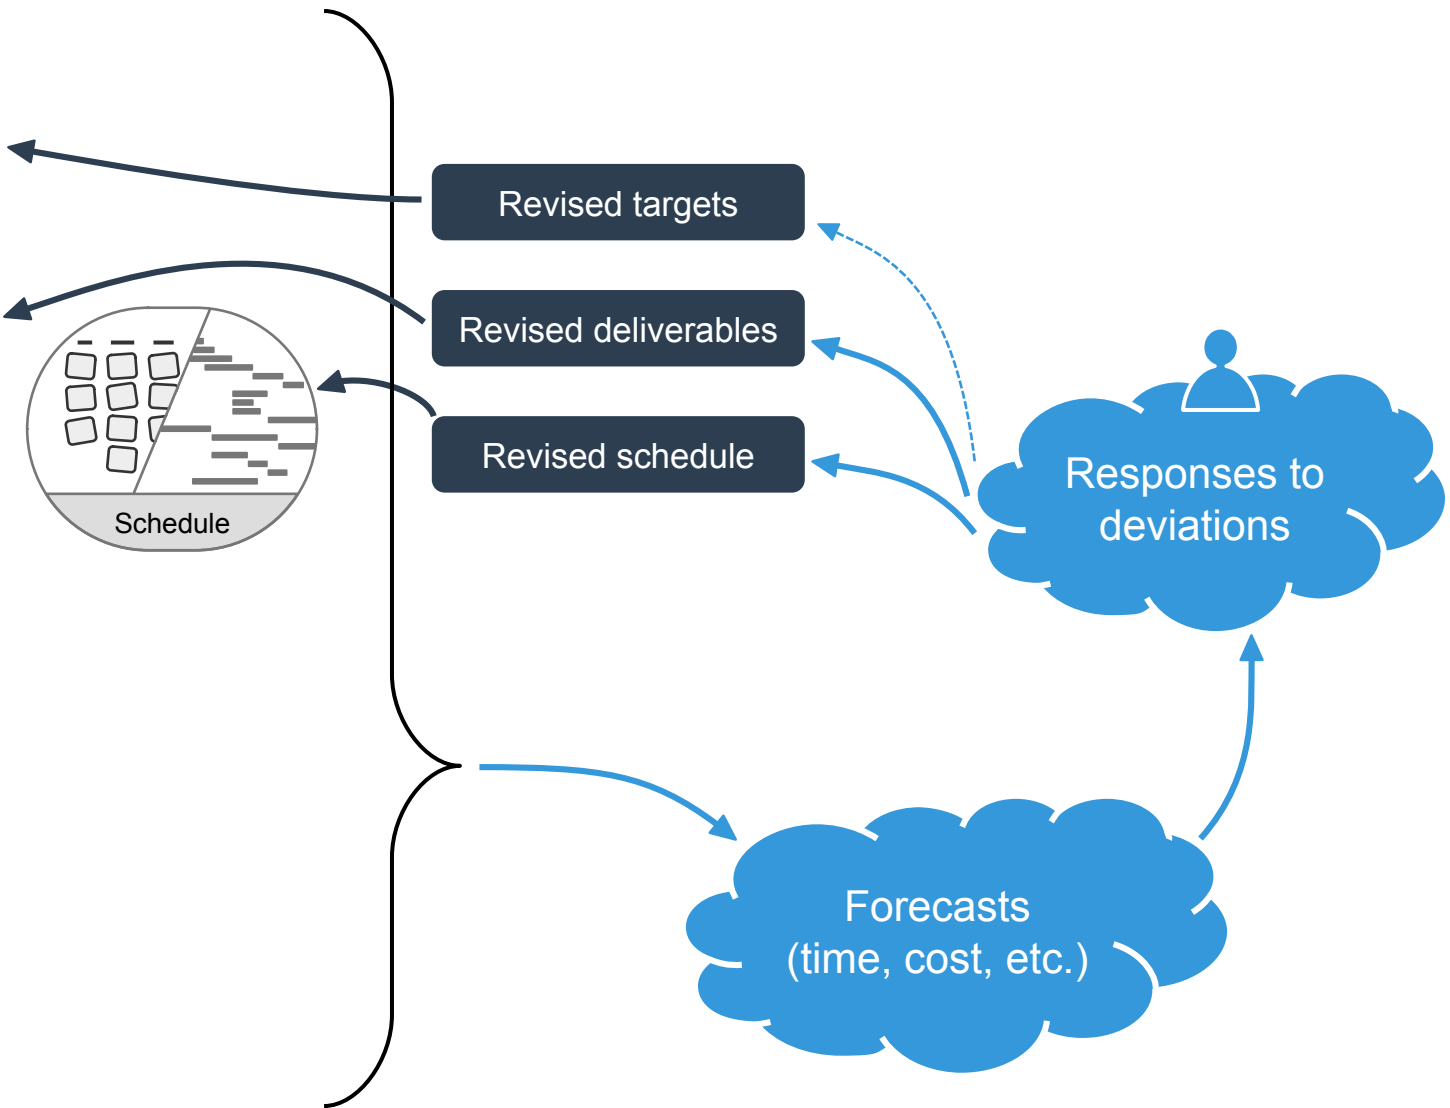 Revised targets
Revised deliverables
Revised schedule
Schedule
Responses to
deviations
Forecasts
(time, cost, etc.)